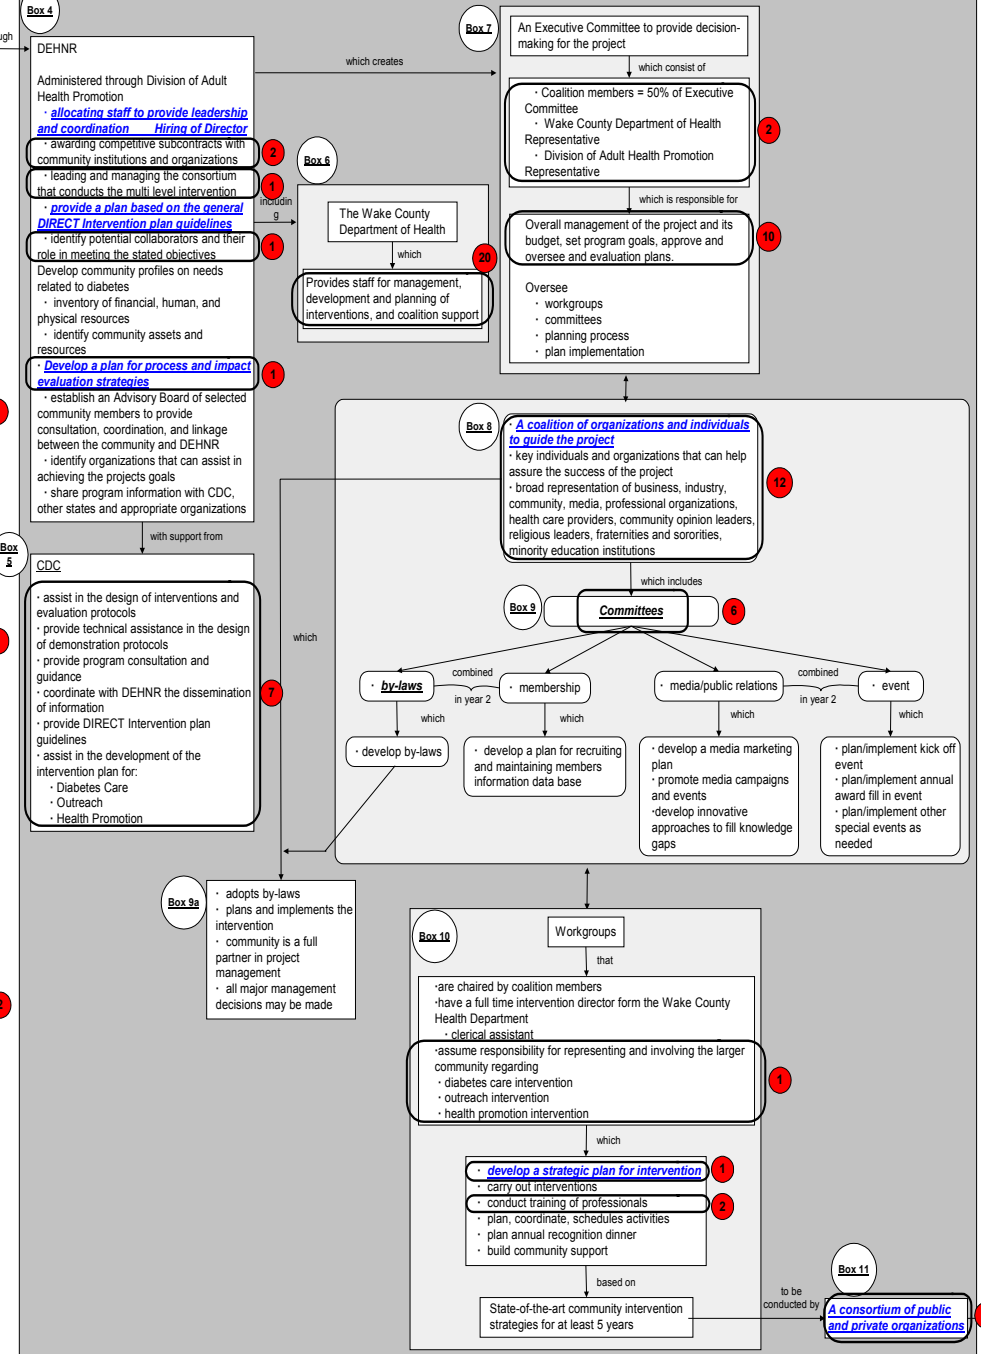 Box 4
ugh
DEHNR
Administered through Division of Adult
Health Promotion
· allocating staff to provide leadership
and coordination Hiring of Director
· awarding competitive subcontracts with
community institutions and organizations
2
· leading and managing the consortium
that conducts the multi level intervention
1
· provide a plan based on the general
DIRECT Intervention plan guidelines
· identify potential collaborators and their
role in meeting the stated objectives
1
Develop community profiles on needs
related to diabetes
· inventory of financial, human, and
physical resources
· identify community assets and
resources
· Develop a plan for process and impact
evaluation strategies
1
· establish an Advisory Board of selected
community members to provide
consultation, coordination, and linkage
between the community and DEHNR
· identify organizations that can assist in
achieving the projects goals
· share program information with CDC,
other states and appropriate organizations
with support from
Box
5
CDC
· assist in the design of interventions and
evaluation protocols
· provide technical assistance in the design
of demonstration protocols
· provide program consultation and
guidance
· coordinate with DEHNR the dissemination
of information
· provide DIRECT Intervention plan
guidelines
· assist in the development of the
intervention plan for:
· Diabetes Care
· Outreach
· Health Promotion
7
which creates
includin
g
Box 6
The Wake County
Department of Health
which
20
Provides staff for management,
development and planning of
interventions, and coalition support
Box 7
An Executive Committee to provide decision-
making for the project
which consist of
· Coalition members = 50% of Executive
Committee
· Wake County Department of Health
Representative
· Division of Adult Health Promotion
Representative
2
which is responsible for
Overall management of the project and its
budget, set program goals, approve and
oversee and evaluation plans.
10
Oversee
· workgroups
· committees
· planning process
· plan implementation
Box 8
· A coalition of organizations and individuals
to guide the project
· key individuals and organizations that can help
assure the success of the project
· broad representation of business, industry,
community, media, professional organizations,
health care providers, community opinion leaders,
religious leaders, fraternities and sororities,
minority education institutions
12
which includes
Box 9
Committees
6
which
· by-laws
combined
in year 2
· membership
· media/public relations
combined
in year 2
· event
which
which
which
which
· develop by-laws
· develop a plan for recruiting
and maintaining members
information data base
· develop a media marketing
plan
· promote media campaigns
and events
·develop innovative
approaches to fill knowledge
gaps
· plan/implement kick off
event
· plan/implement annual
award fill in event
· plan/implement other
special events as
needed
Box 9a
· adopts by-laws
· plans and implements the
intervention
· community is a full
partner in project
management
· all major management
decisions may be made
2
Box 10
Workgroups
that
·are chaired by coalition members
·have a full time intervention director form the Wake County
Health Department
· clerical assistant
·assume responsibility for representing and involving the larger
community regarding
· diabetes care intervention
· outreach intervention
· health promotion intervention
1
which
· develop a strategic plan for intervention
1
· carry out interventions
· conduct training of professionals
2
· plan, coordinate, schedules activities
· plan annual recognition dinner
· build community support
based on
State-of-the-art community intervention
strategies for at least 5 years
to be
conducted by
Box 11
A consortium of public
and private organizations